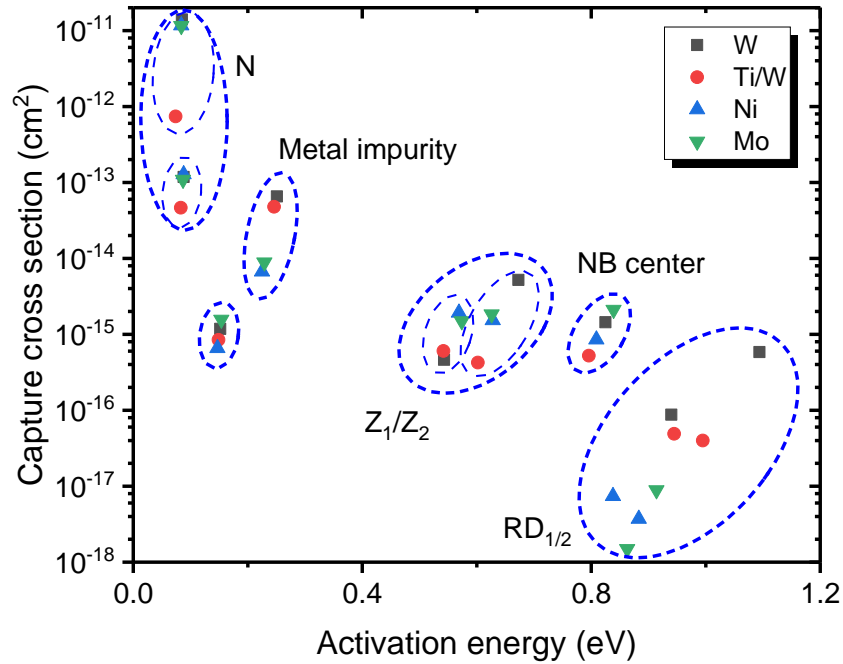 10⁻¹¹
10⁻¹²
10⁻¹³
10⁻¹⁴
10⁻¹⁵
10⁻¹⁶
10⁻¹⁷
10⁻¹⁸
Capture cross section (cm²)
N
Metal impurity
Z₁/Z₂
NB center
RD₁/₂
W
Ti/W
Ni
Mo
0.0
0.4
0.8
1.2
Activation energy (eV)